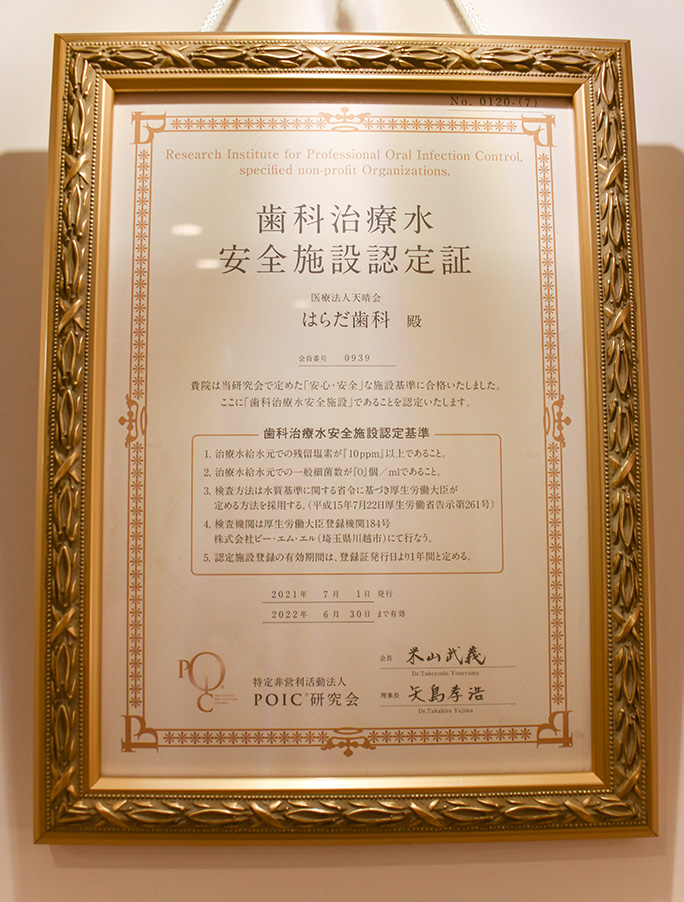 No. 0120-(7)
Research Institute for Professional Oral Infection Control,
specified non-profit Organizations.
歯科治療水
安全施設認定証
医療法人天晴会
はらだ歯科 殿
会員番号 0939
貴院は当研究会で定めた「安心・安全」な施設基準に合格いたしました。
ここに「歯科治療水安全施設」であることを認定いたします。
歯科治療水安全施設認定基準
1. 治療水給水元での残留塩素が『10ppm』以上であること。
2. 治療水給水元での一般細菌数が『0』個／mlであること。
3. 検査方法は水質基準に関する省令に基づき厚生労働大臣が
定める方法を採用する。(平成15年7月22日厚生労働省告示第261号)
4. 検査機関は厚生労働大臣登録機関184号
株式会社ビー・エム・エル(埼玉県川越市)にて行なう。
5. 認定施設登録の有効期間は、登録証発行日より1年間と定める。
2021年 7月 1日 発行
2022年 6月 30日 まで有効
POIC
特定非営利活動法人
POIC®研究会
会長 米山武義
Dr.Takeyoshi Yoneyama
理事長 矢島孝浩
Dr.Takahiro Yajima